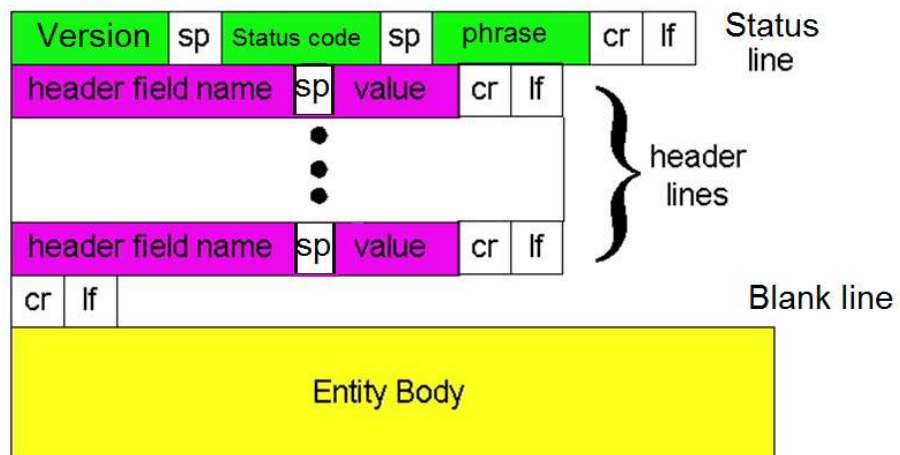 Version sp Status code sp phrase cr lf Status
line
header field name sp value cr lf
header
lines
header field name sp value cr lf
cr lf Blank line
Entity Body